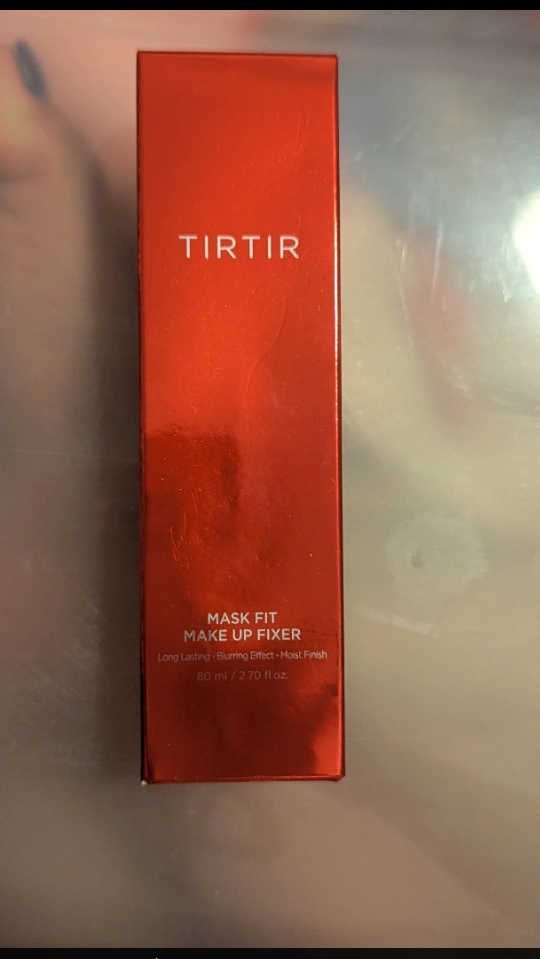 TIRTIR
MASK FIT
MAKE UP FIXER
Long Lasting • Blurring Effect • Moist Finish
80 ml / 2.70 fl.oz.